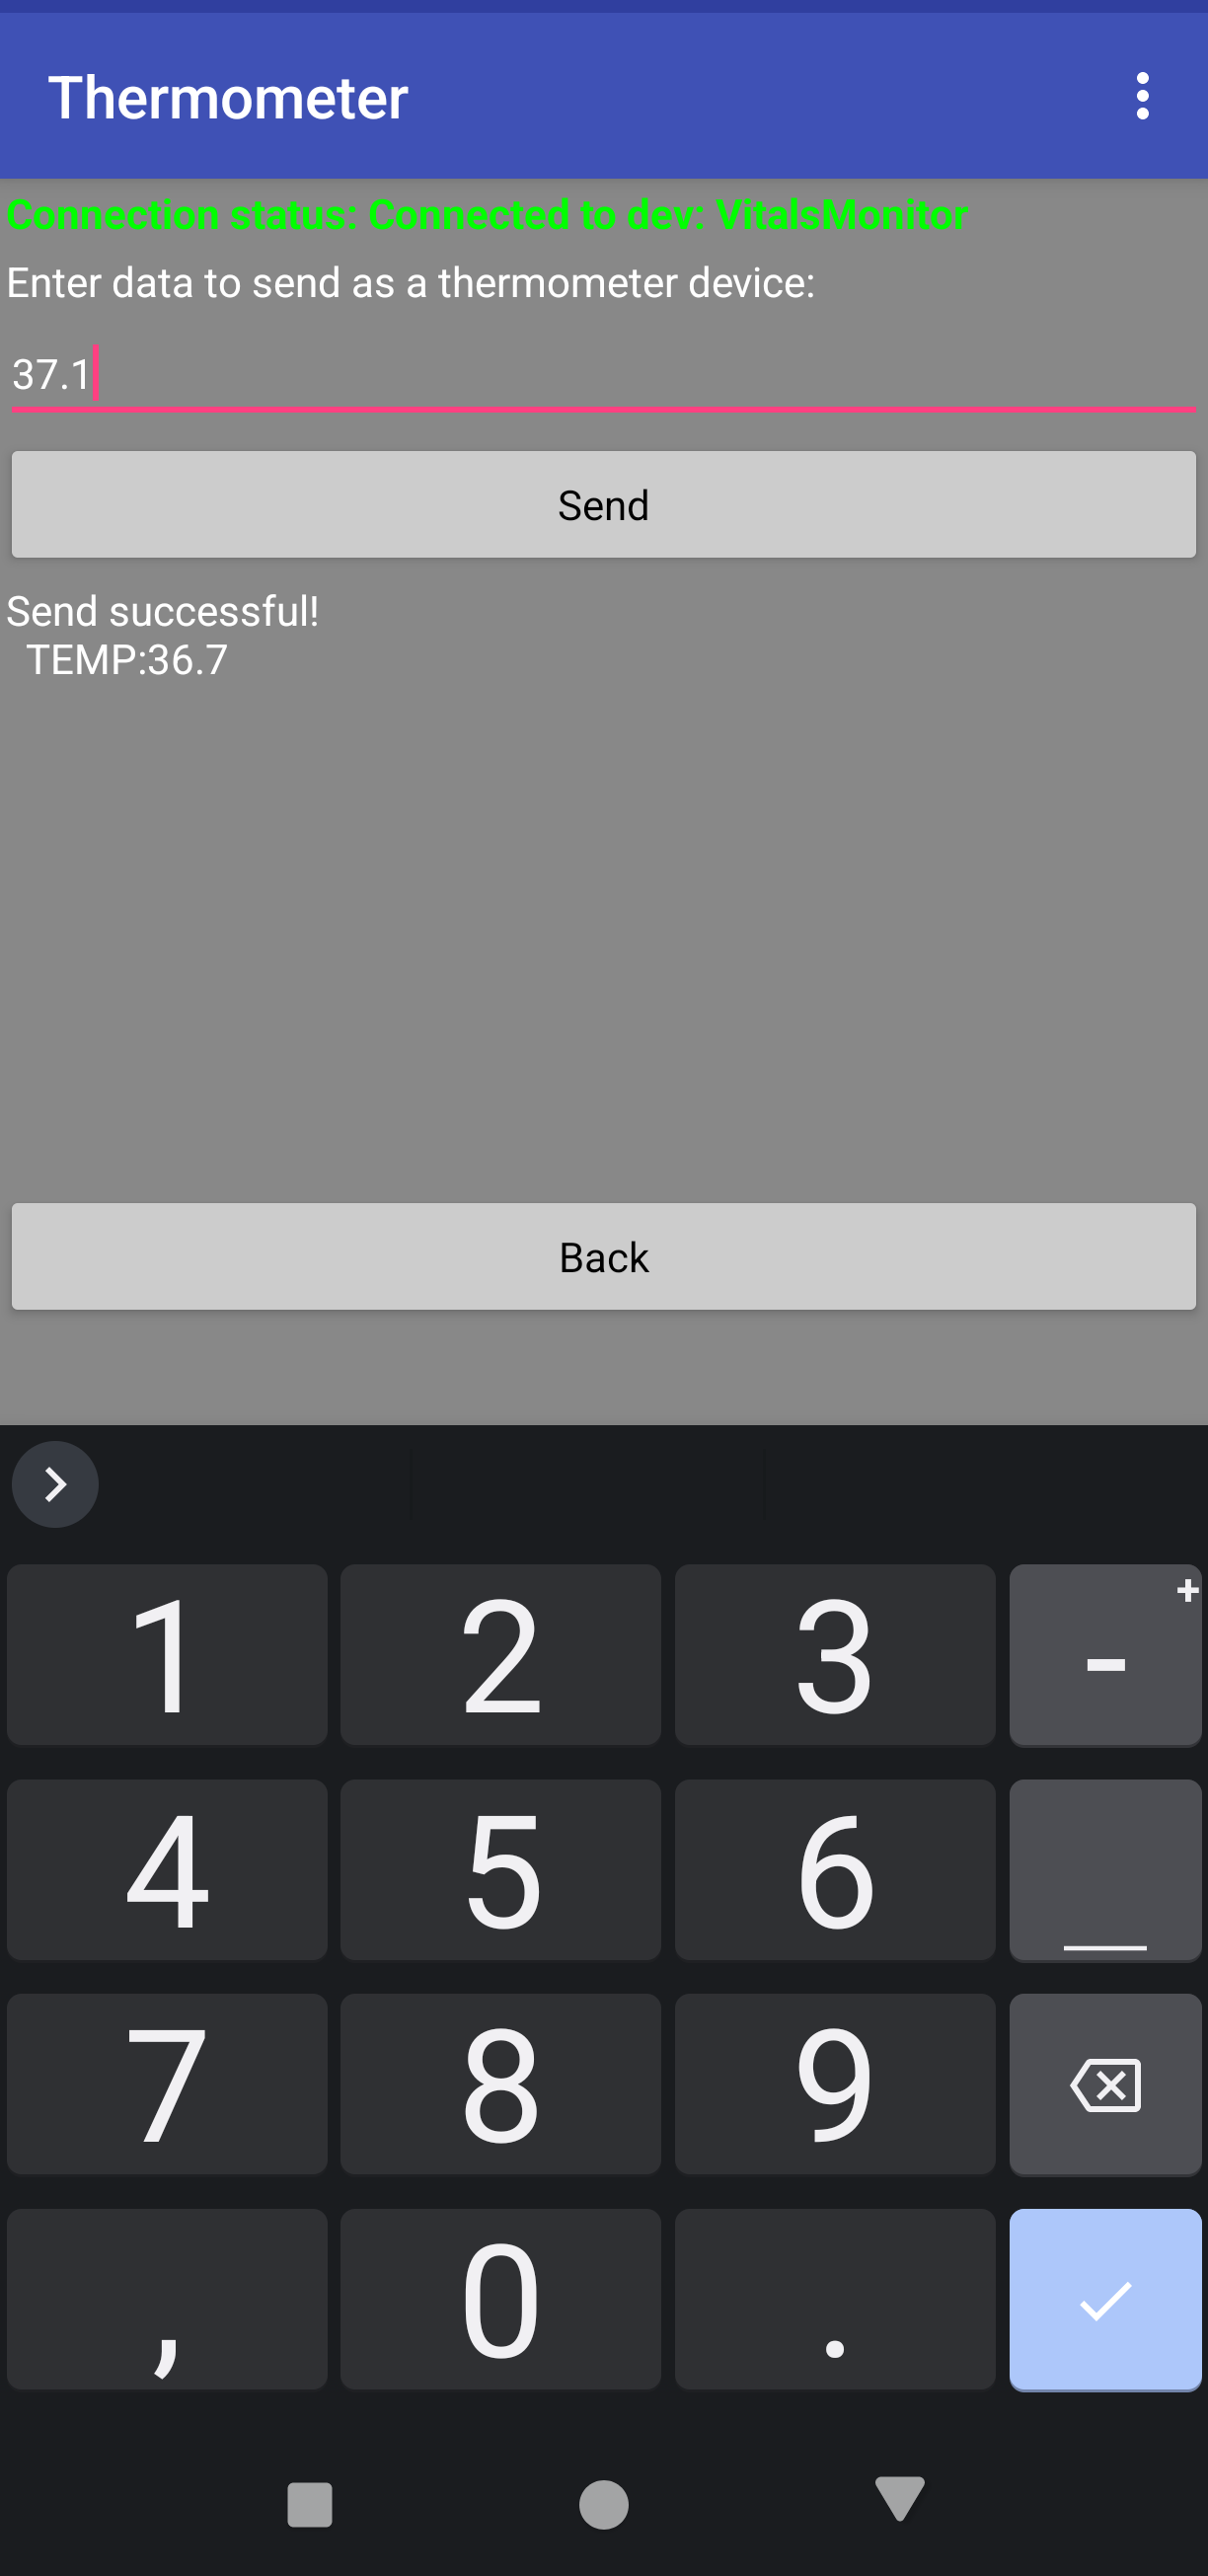 Thermometer
Connection status: Connected to dev: VitalsMonitor
Enter data to send as a thermometer device:
37.1
Send
Send successful!
TEMP:36.7
Back
1 2 3 - +
4 5 6
7 8 9
, 0 .